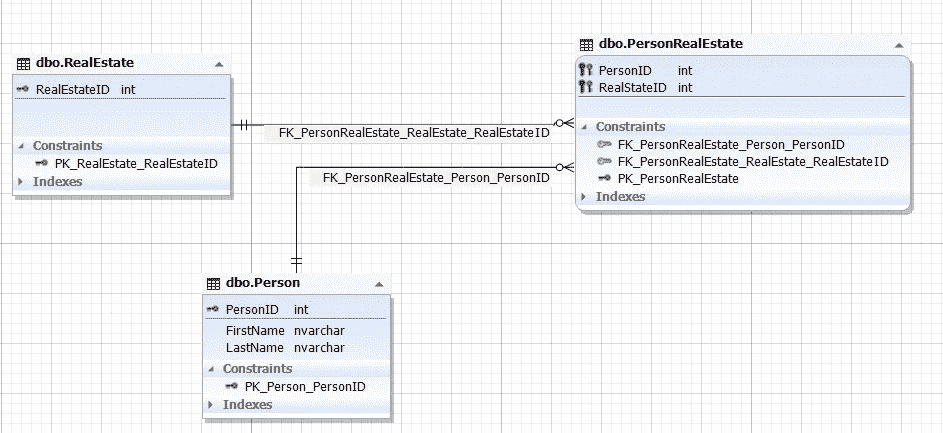 dbo.RealEstate
RealEstateID int
Constraints
PK_RealEstate_RealEstateID
Indexes
FK_PersonRealEstate_RealEstate_RealEstateID
FK_PersonRealEstate_Person_PersonID
dbo.PersonRealEstate
PersonID int
RealStateID int
Constraints
FK_PersonRealEstate_Person_PersonID
FK_PersonRealEstate_RealEstate_RealEstateID
PK_PersonRealEstate
Indexes
dbo.Person
PersonID int
FirstName nvarchar
LastName nvarchar
Constraints
PK_Person_PersonID
Indexes